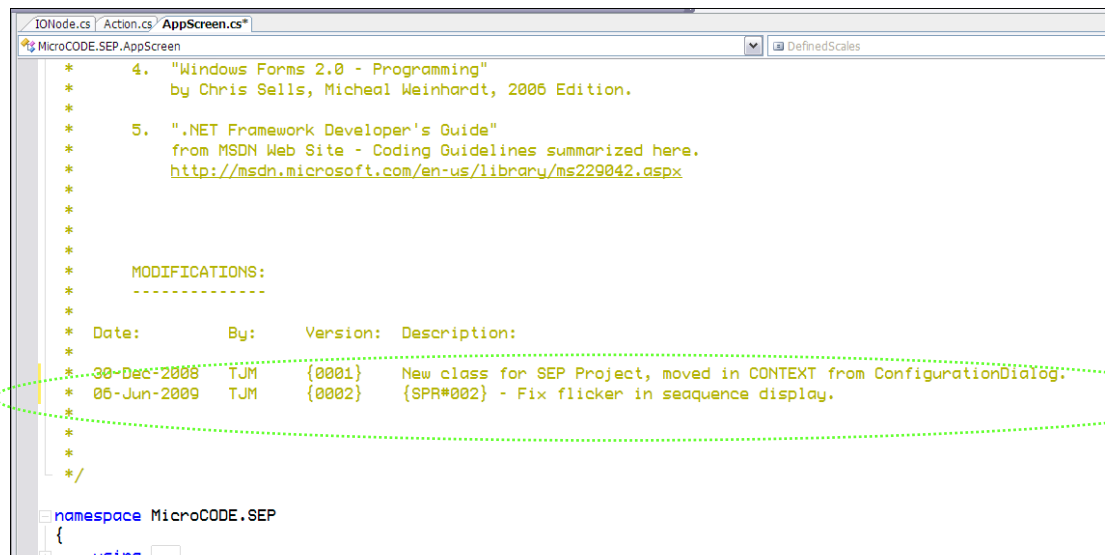 IONode.cs Action.cs AppScreen.cs*
MicroCODE.SEP.AppScreen DefinedScales
* 4. "Windows Forms 2.0 - Programming"
* by Chris Sells, Micheal Weinhardt, 2006 Edition.
*
* 5. ".NET Framework Developer's Guide"
* from MSDN Web Site - Coding Guidelines summarized here.
* http://msdn.microsoft.com/en-us/library/ms229042.aspx
*
*
*
*
* MODIFICATIONS:
* --------------
*
* Date: By: Version: Description:
*
* 30-Dec-2008 TJM {0001} New class for SEP Project, moved in CONTEXT from ConfigurationDialog.
* 06-Jun-2009 TJM {0002} {SPR#002} - Fix flicker in seaquence display.
*
*
*
*/
namespace MicroCODE.SEP
{
using ...